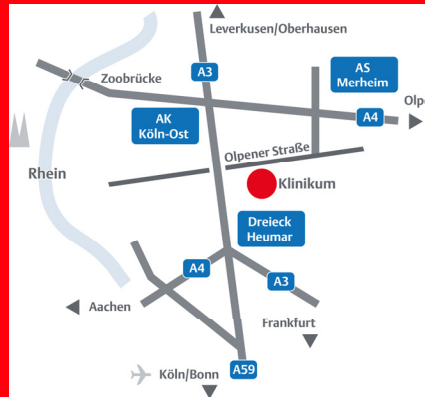 Leverkusen/Oberhausen
A3
Zoobrücke
AS
Merheim
Olpe
A4
AK
Köln-Ost
Olpener Straße
Rhein
Klinikum
Dreieck
Heumar
A4
A3
Aachen
Frankfurt
Köln/Bonn
A59